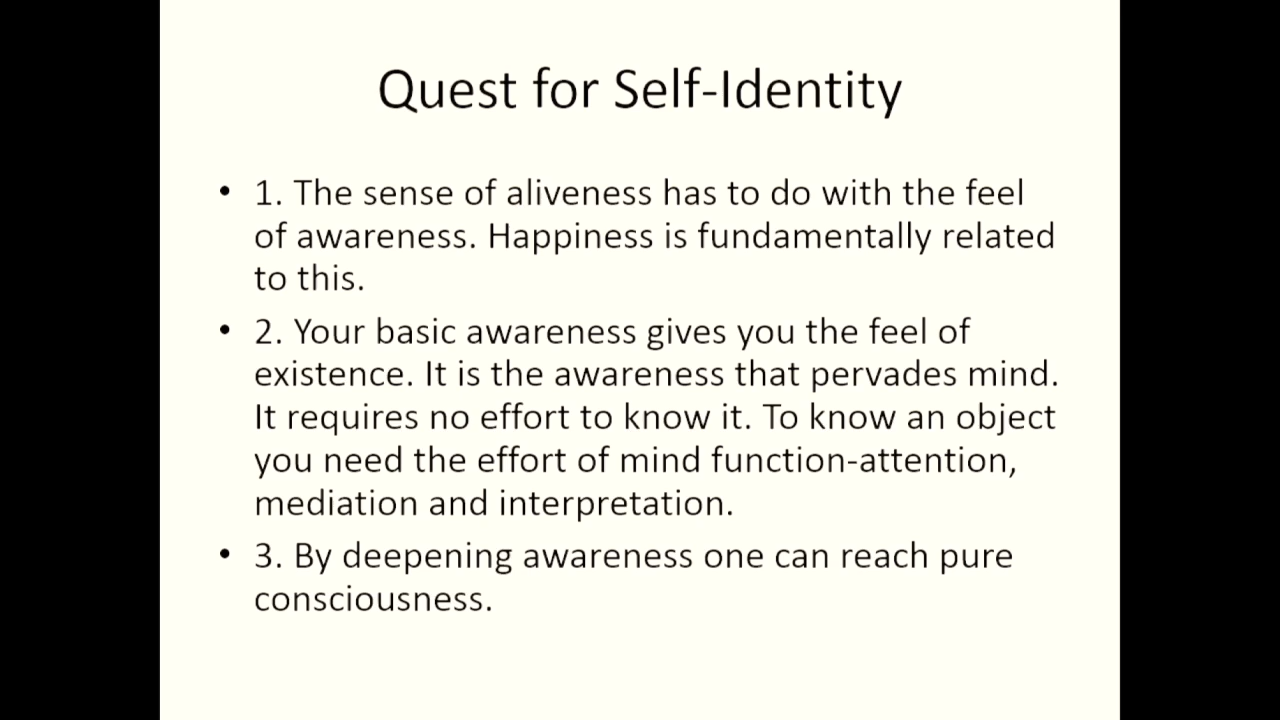 Quest for Self-Identity
• 1. The sense of aliveness has to do with the feel
of awareness. Happiness is fundamentally related
to this.
• 2. Your basic awareness gives you the feel of
existence. It is the awareness that pervades mind.
It requires no effort to know it. To know an object
you need the effort of mind function-attention,
mediation and interpretation.
• 3. By deepening awareness one can reach pure
consciousness.